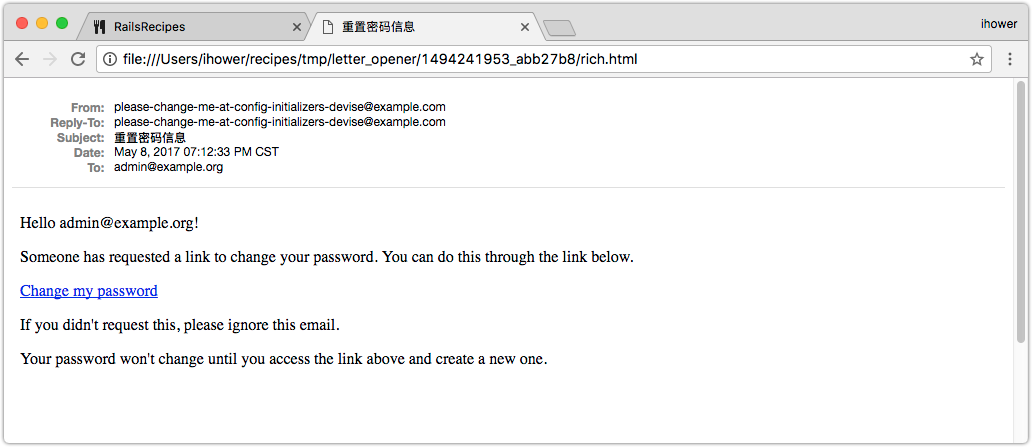 RailsRecipes
重置密码信息
ihower
file:///Users/ihower/recipes/tmp/letter_opener/1494241953_abb27b8/rich.html
From: please-change-me-at-config-initializers-devise@example.com
Reply-To: please-change-me-at-config-initializers-devise@example.com
Subject: 重置密码信息
Date: May 8, 2017 07:12:33 PM CST
To: admin@example.org
Hello admin@example.org!
Someone has requested a link to change your password. You can do this through the link below.
Change my password
If you didn't request this, please ignore this email.
Your password won't change until you access the link above and create a new one.